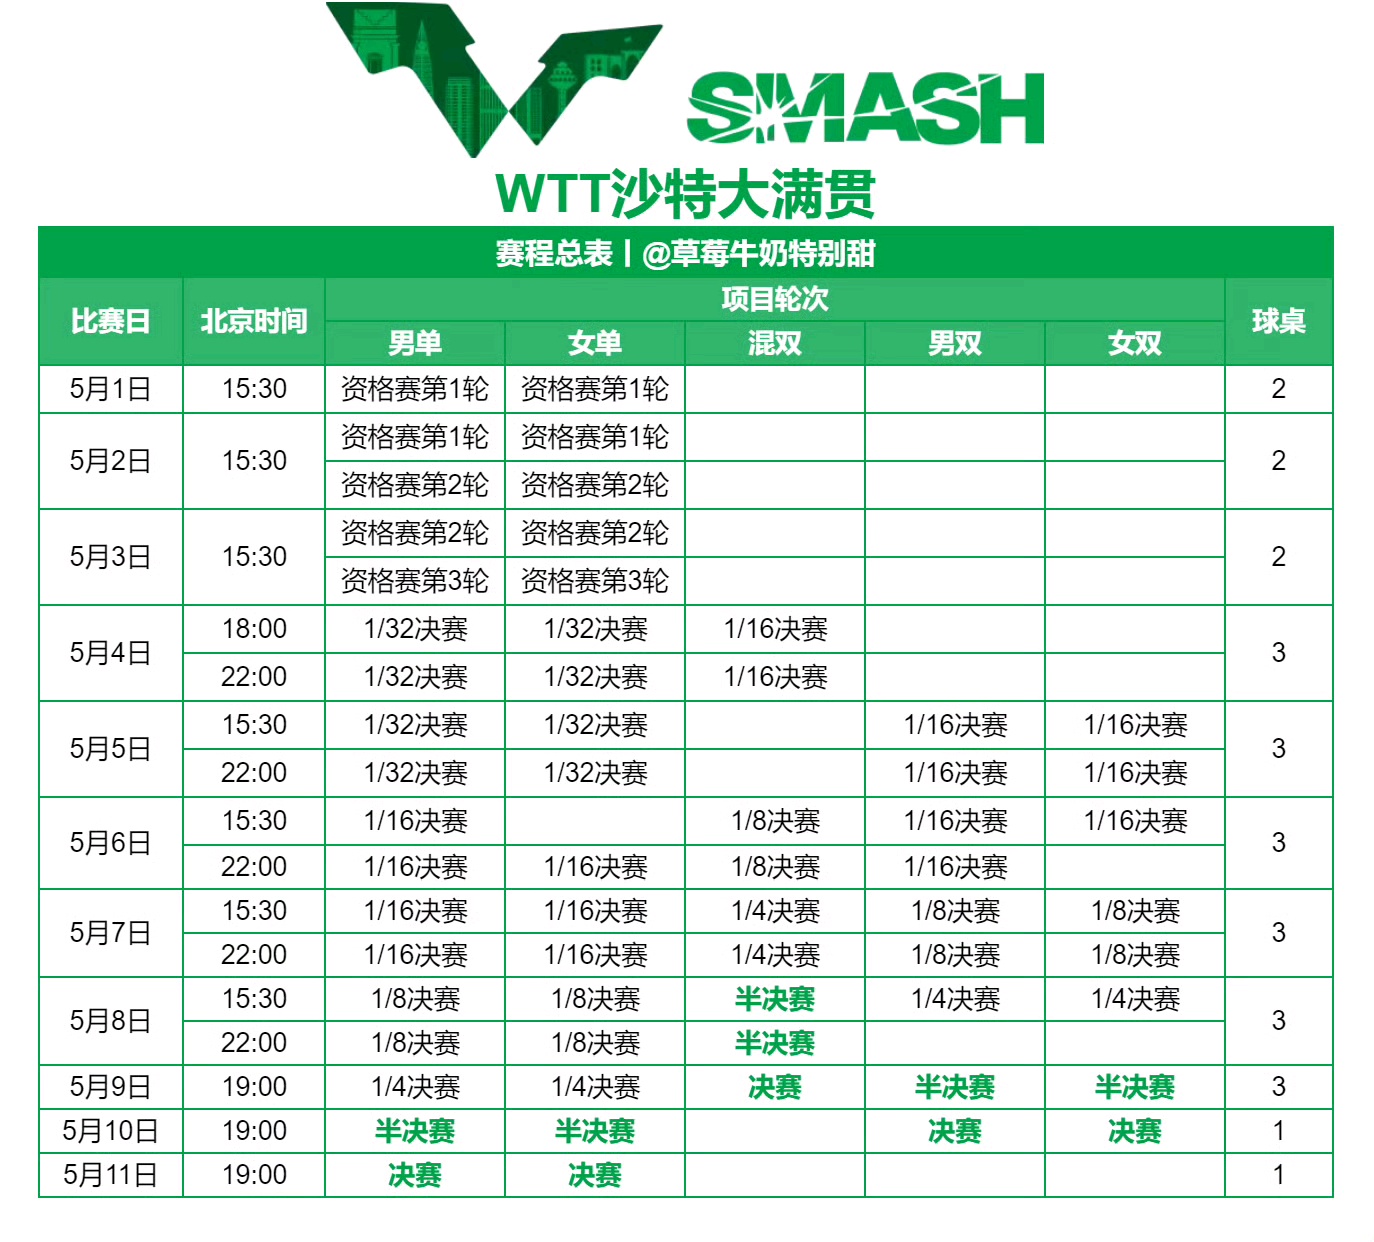 SMASH
WTT沙特大满贯
赛程总表丨@草莓牛奶特别甜
比赛日 北京时间 项目轮次 球桌
男单 女单 混双 男双 女双
5月1日 15:30 资格赛第1轮 资格赛第1轮 2
5月2日 15:30 资格赛第1轮 资格赛第1轮 2
资格赛第2轮 资格赛第2轮
5月3日 15:30 资格赛第2轮 资格赛第2轮 2
资格赛第3轮 资格赛第3轮
5月4日 18:00 1/32决赛 1/32决赛 1/16决赛 3
22:00 1/32决赛 1/32决赛 1/16决赛
5月5日 15:30 1/32决赛 1/32决赛 1/16决赛 1/16决赛 3
22:00 1/32决赛 1/32决赛 1/16决赛 1/16决赛
5月6日 15:30 1/16决赛 1/8决赛 1/16决赛 1/16决赛 3
22:00 1/16决赛 1/16决赛 1/8决赛 1/16决赛
5月7日 15:30 1/16决赛 1/16决赛 1/4决赛 1/8决赛 1/8决赛 3
22:00 1/16决赛 1/16决赛 1/4决赛 1/8决赛 1/8决赛
5月8日 15:30 1/8决赛 1/8决赛 半决赛 1/4决赛 1/4决赛 3
22:00 1/8决赛 1/8决赛 半决赛
5月9日 19:00 1/4决赛 1/4决赛 决赛 半决赛 半决赛 3
5月10日 19:00 半决赛 半决赛 决赛 决赛 1
5月11日 19:00 决赛 决赛 1